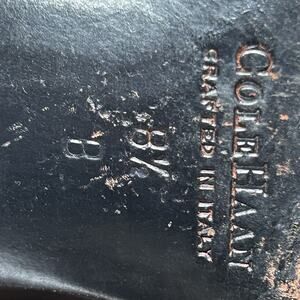 COLE HAAN
CRAFTED IN ITALY
8½
B